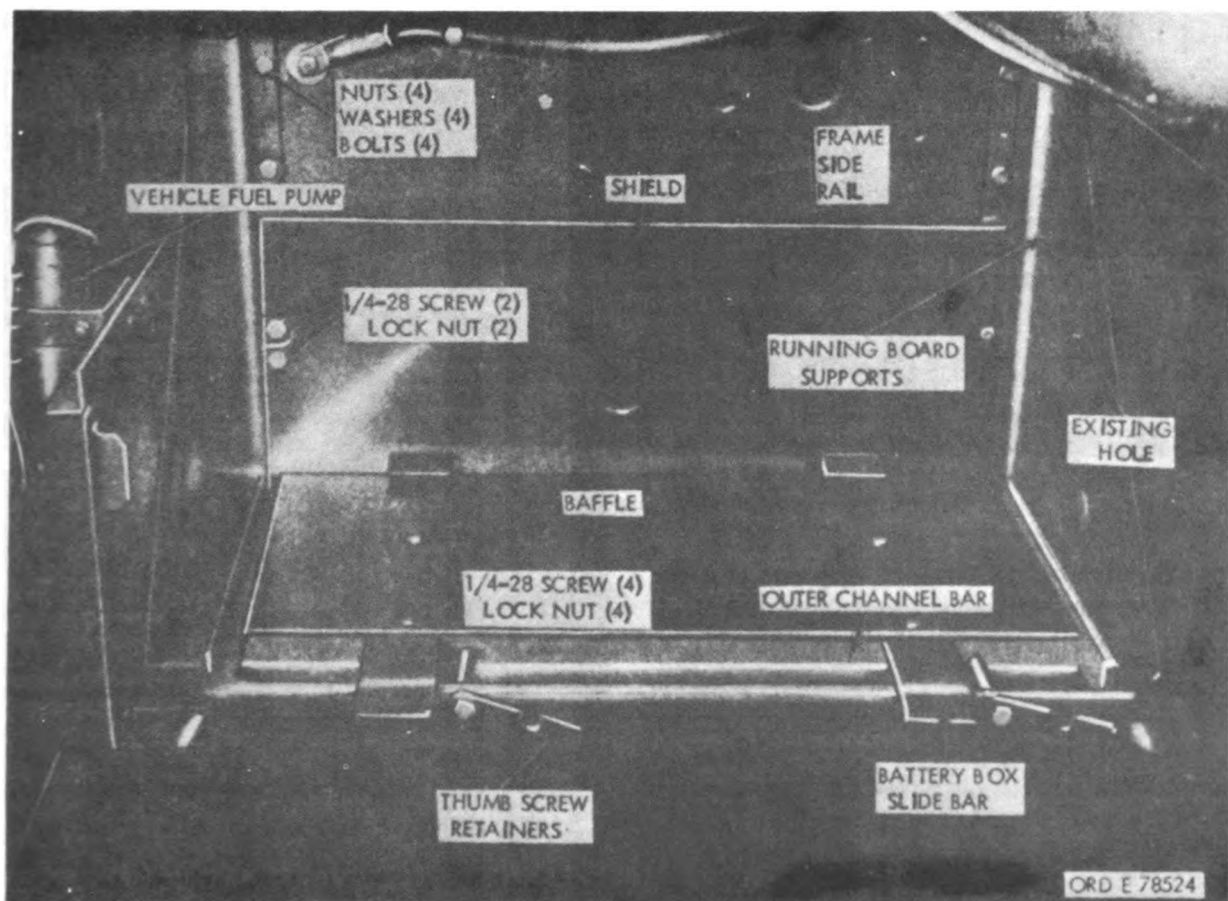 NUTS (4)
WASHERS (4)
BOLTS (4)
FRAME
SIDE
RAIL
VEHICLE FUEL PUMP
SHIELD
1/4-28 SCREW (2)
LOCK NUT (2)
RUNNING BOARD
SUPPORTS
EXISTING
HOLE
BAFFLE
1/4-28 SCREW (4)
LOCK NUT (4)
OUTER CHANNEL BAR
THUMB SCREW
RETAINERS
BATTERY BOX
SLIDE BAR
ORD E 78524